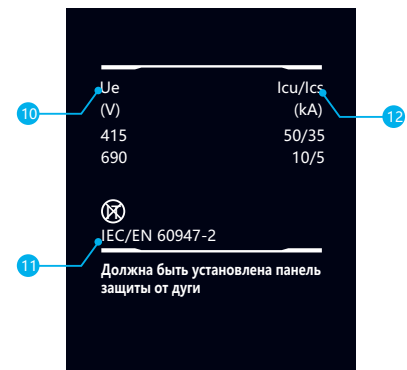 Ue Icu/Ics
10 (V) (kA) 12
415 50/35
690 10/5
IT
IEC/EN 60947-2
11 Должна быть установлена панель
защиты от дуги